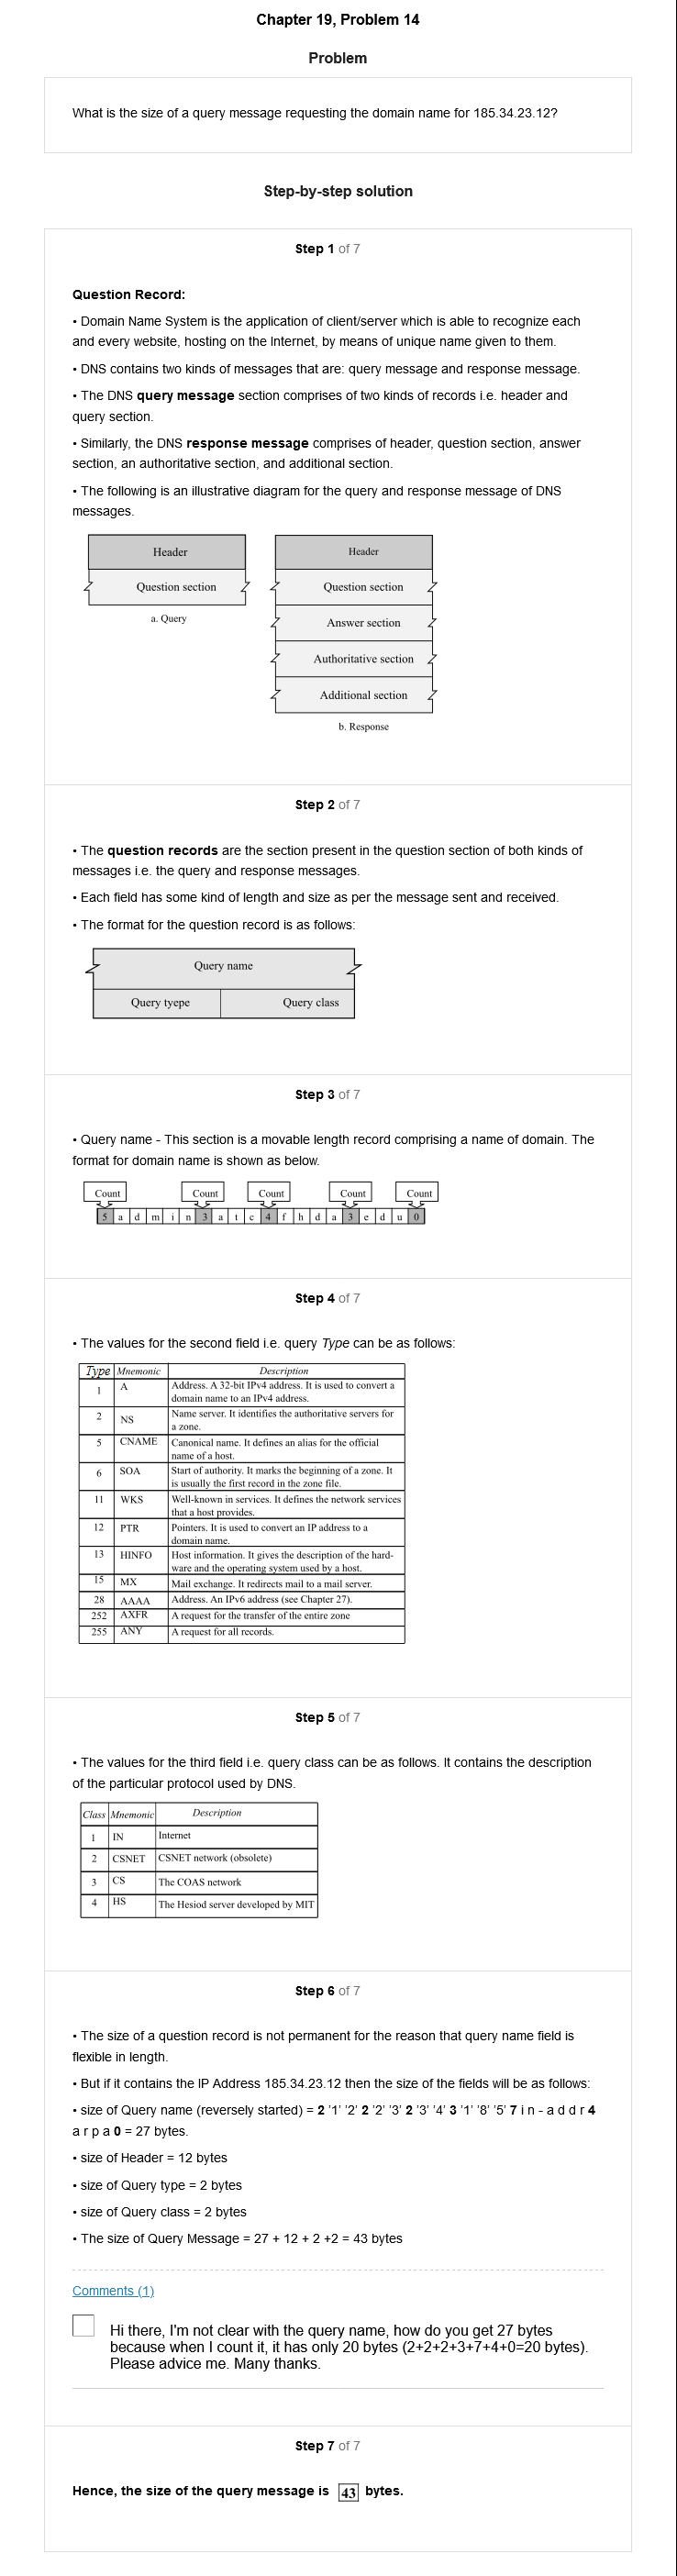 Chapter 19, Problem 14
Problem
What is the size of a query message requesting the domain name for 185.34.23.12?
Step-by-step solution
Step 1 of 7
Question Record:
• Domain Name System is the application of client/server which is able to recognize each
and every website, hosting on the Internet, by means of unique name given to them.
• DNS contains two kinds of messages that are: query message and response message.
• The DNS query message section comprises of two kinds of records i.e. header and
query section.
• Similarly, the DNS response message comprises of header, question section, answer
section, an authoritative section, and additional section.
• The following is an illustrative diagram for the query and response message of DNS
messages.
Header
Question section
a. Query
Header
Question section
Answer section
Authoritative section
Additional section
b. Response
Step 2 of 7
• The question records are the section present in the question section of both kinds of
messages i.e. the query and response messages.
• Each field has some kind of length and size as per the message sent and received.
• The format for the question record is as follows:
Query name
Query tyepe Query class
Step 3 of 7
• Query name - This section is a movable length record comprising a name of domain. The
format for domain name is shown as below.
Count Count Count Count Count
5 a d m i n 3 a t c 4 f h d a 3 e d u 0
Step 4 of 7
• The values for the second field i.e. query Type can be as follows:
Type Mnemonic Description
1 A Address. A 32-bit IPv4 address. It is used to convert a
domain name to an IPv4 address.
2 NS Name server. It identifies the authoritative servers for
a zone.
5 CNAME Canonical name. It defines an alias for the official
name of a host.
6 SOA Start of authority. It marks the beginning of a zone. It
is usually the first record in the zone file.
11 WKS Well-known in services. It defines the network services
that a host provides.
12 PTR Pointers. It is used to convert an IP address to a
domain name.
13 HINFO Host information. It gives the description of the hard-
ware and the operating system used by a host.
15 MX Mail exchange. It redirects mail to a mail server.
28 AAAA Address. An IPv6 address (see Chapter 27).
252 AXFR A request for the transfer of the entire zone
255 ANY A request for all records.
Step 5 of 7
• The values for the third field i.e. query class can be as follows. It contains the description
of the particular protocol used by DNS.
Class Mnemonic Description
1 IN Internet
2 CSNET CSNET network (obsolete)
3 CS The COAS network
4 HS The Hesiod server developed by MIT
Step 6 of 7
• The size of a question record is not permanent for the reason that query name field is
flexible in length.
• But if it contains the IP Address 185.34.23.12 then the size of the fields will be as follows:
• size of Query name (reversely started) = 2 '1' '2' 2 '2' '3' 2 '3' '4' 3 '1' '8' '5' 7 i n - a d d r 4
a r p a 0 = 27 bytes.
• size of Header = 12 bytes
• size of Query type = 2 bytes
• size of Query class = 2 bytes
• The size of Query Message = 27 + 12 + 2 +2 = 43 bytes
Comments (1)
Hi there, I'm not clear with the query name, how do you get 27 bytes
because when I count it, it has only 20 bytes (2+2+2+3+7+4+0=20 bytes).
Please advice me. Many thanks.
Step 7 of 7
Hence, the size of the query message is 43 bytes.